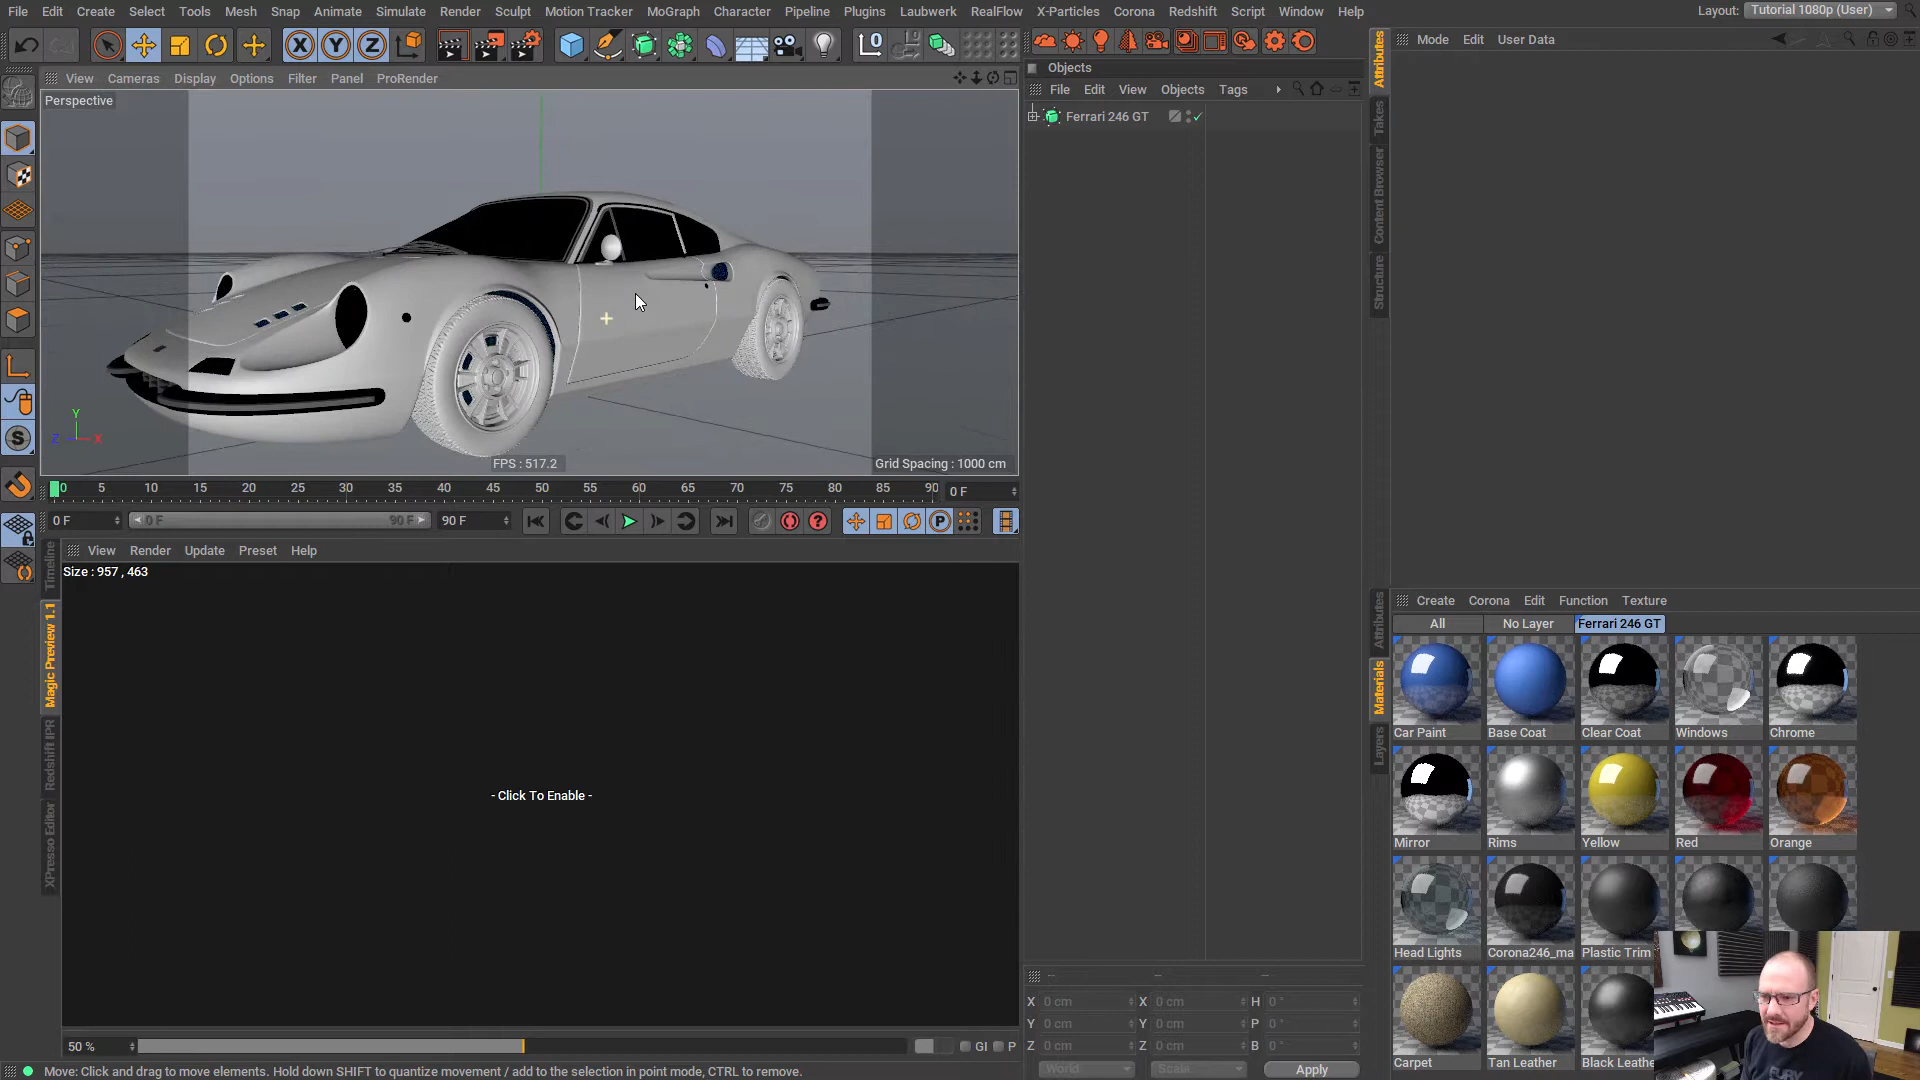 File Edit Create Select Tools Mesh Snap Animate Simulate Render Sculpt Motion Tracker MoGraph Character Pipeline Plugins Laubwerk RealFlow X-Particles Corona Redshift Script Window Help
Layout: Tutorial 1080p (User)
View Cameras Display Options Filter Panel ProRender
Perspective
FPS : 517.2
Grid Spacing : 1000 cm
Y
Z X
0 5 10 15 20 25 30 35 40 45 50 55 60 65 70 75 80 85 90
0 F
0 F 0 F 90 F 90 F
View Render Update Preset Help
Size : 957 , 463
- Click To Enable -
Timeline
Magic Preview 1.1
Redshift IPR
XPresso Editor
50 % GI P
Move: Click and drag to move elements. Hold down SHIFT to quantize movement / add to the selection in point mode, CTRL to remove.
Objects
File Edit View Objects Tags
Ferrari 246 GT
-- -- --
X 0 cm X 0 cm H 0 °
Y 0 cm Y 0 cm P 0 °
Z 0 cm Z 0 cm B 0 °
World Scale Apply
Attributes
Takes
Content Browser
Structure
Mode Edit User Data
Attributes
Materials
Layers
Create Corona Edit Function Texture
All No Layer Ferrari 246 GT
Car Paint Base Coat Clear Coat Windows Chrome
Mirror Rims Yellow Red Orange
Head Lights Corona246_ma Plastic Trim
Carpet Tan Leather Black Leathe
FURY